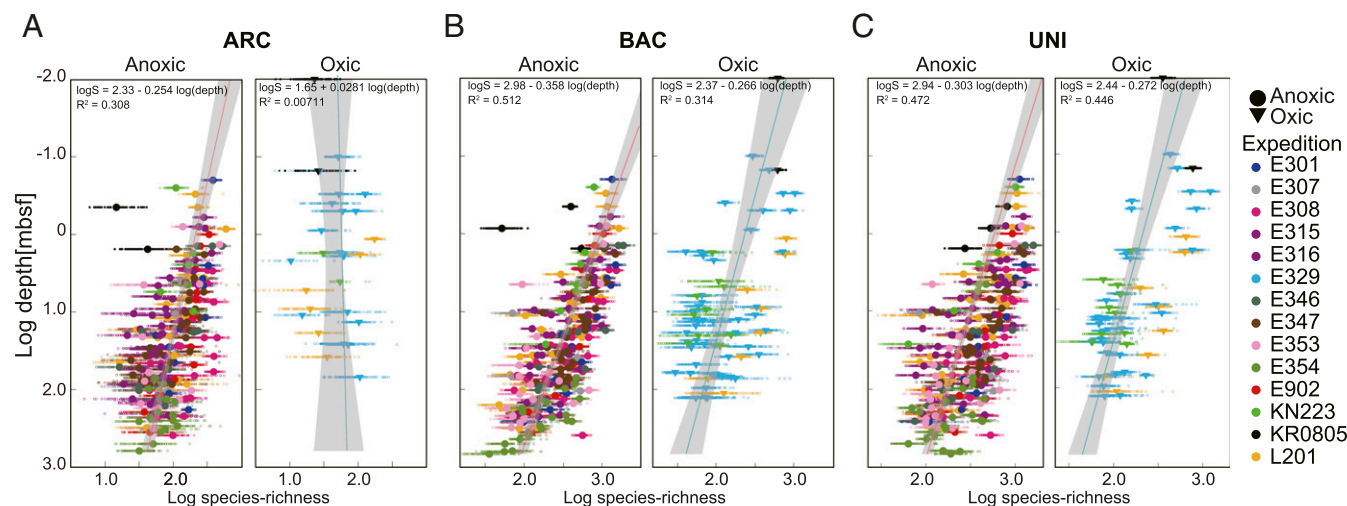 A
ARC
Anoxic
Oxic
logS = 2.33 - 0.254 log(depth)
R² = 0.308
logS = 1.65 + 0.0281 log(depth)
R² = 0.00711
B
BAC
Anoxic
Oxic
logS = 2.98 - 0.358 log(depth)
R² = 0.512
logS = 2.37 - 0.266 log(depth)
R² = 0.314
C
UNI
Anoxic
Oxic
logS = 2.94 - 0.303 log(depth)
R² = 0.472
logS = 2.44 - 0.272 log(depth)
R² = 0.446
Log depth[mbsf]
-2.0
-1.0
0
1.0
2.0
3.0
1.0 2.0 1.0 2.0
Log species-richness
2.0 3.0 2.0 3.0
Log species-richness
2.0 3.0 2.0 3.0
Log species-richness
Anoxic
Oxic
Expedition
E301
E307
E308
E315
E316
E329
E346
E347
E353
E354
E902
KN223
KR0805
L201